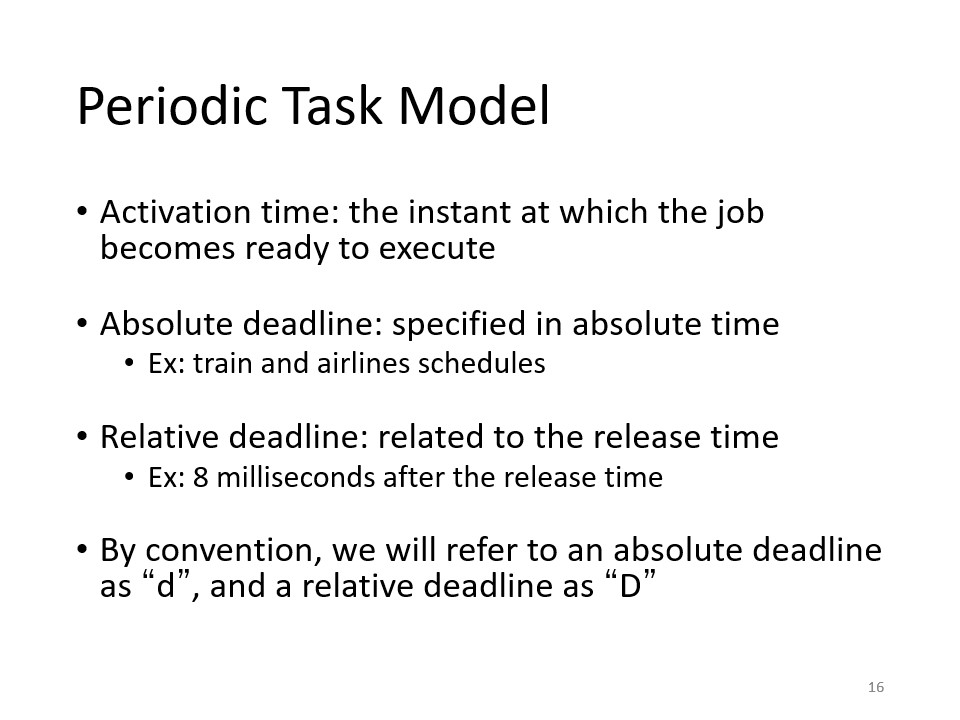 Periodic Task Model
• Activation time: the instant at which the job
becomes ready to execute
• Absolute deadline: specified in absolute time
• Ex: train and airlines schedules
• Relative deadline: related to the release time
• Ex: 8 milliseconds after the release time
• By convention, we will refer to an absolute deadline
as “d”, and a relative deadline as “D”
16